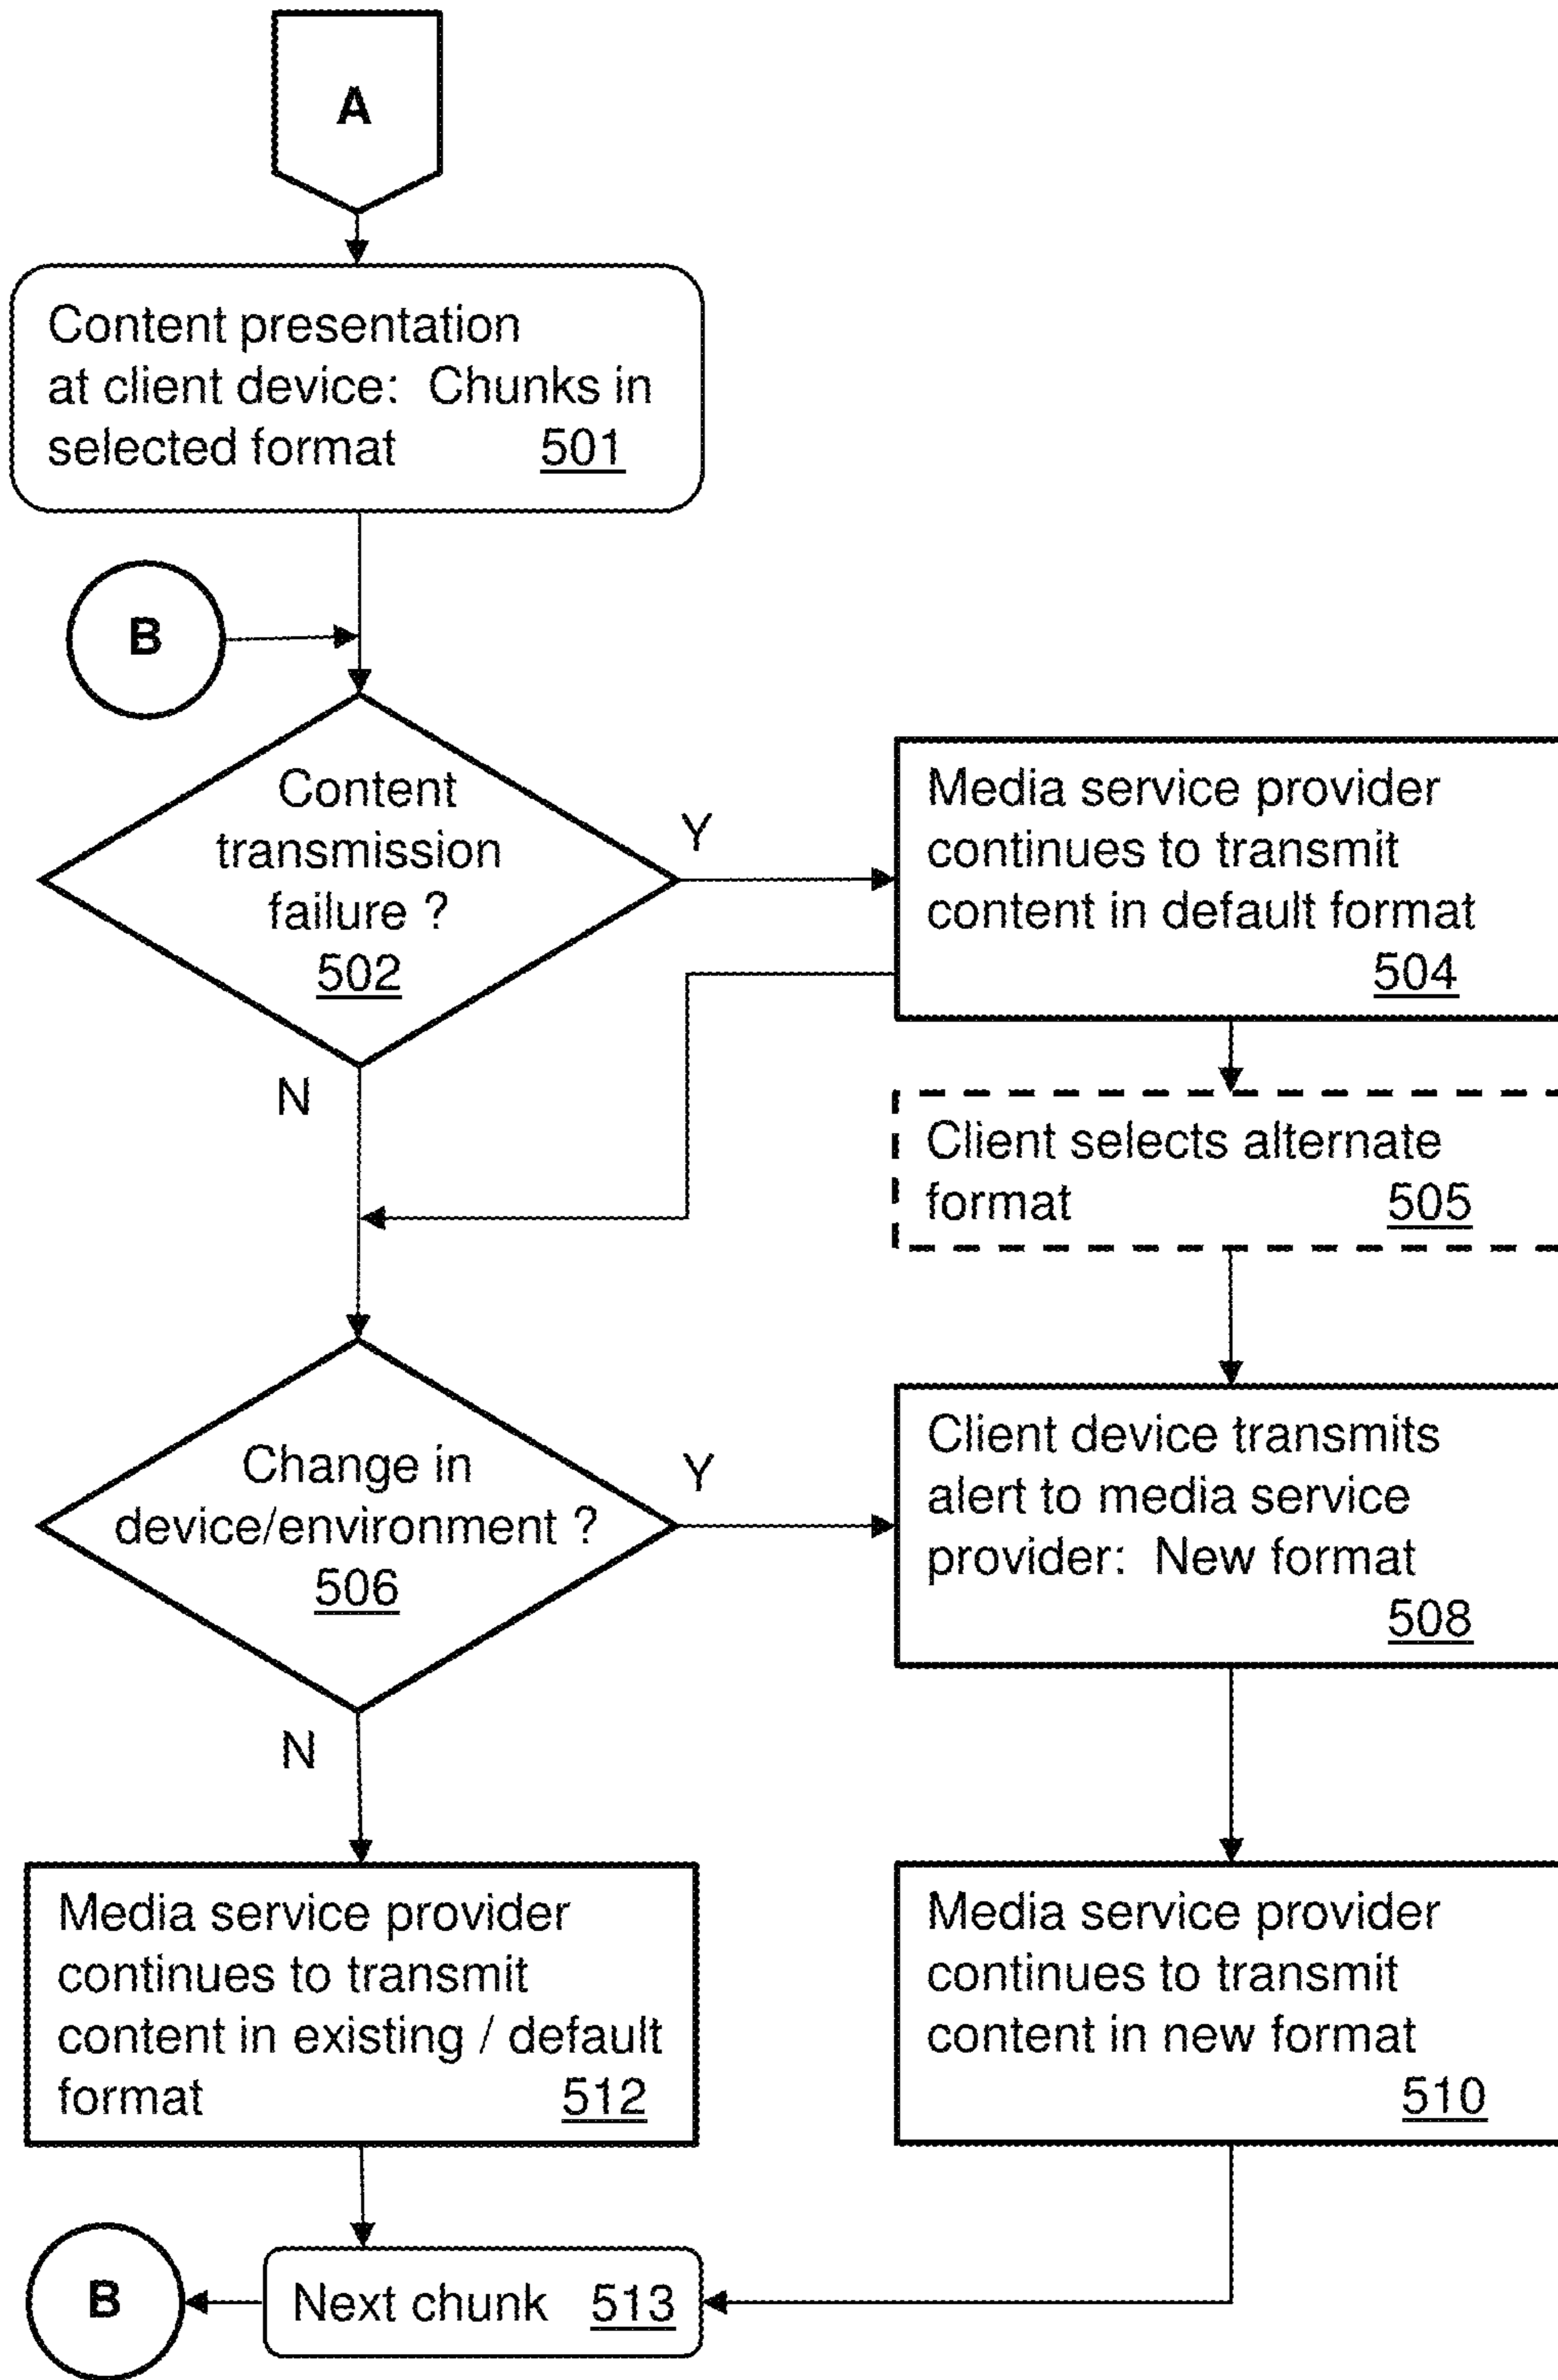 A
Content presentation
at client device: Chunks in
selected format 501
B
Content
transmission
failure ?
502
Y
N
Media service provider
continues to transmit
content in default format
504
Client selects alternate
format 505
Change in
device/environment ?
506
Y
N
Client device transmits
alert to media service
provider: New format
508
Media service provider
continues to transmit
content in existing / default
format 512
Media service provider
continues to transmit
content in new format
510
B
Next chunk 513